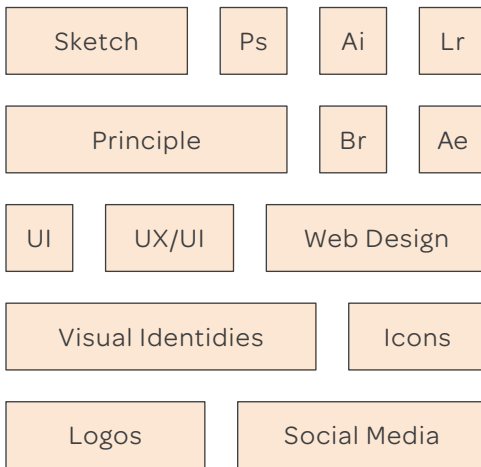 Sketch Ps Ai Lr
Principle Br Ae
UI UX/UI Web Design
Visual Identidies Icons
Logos Social Media